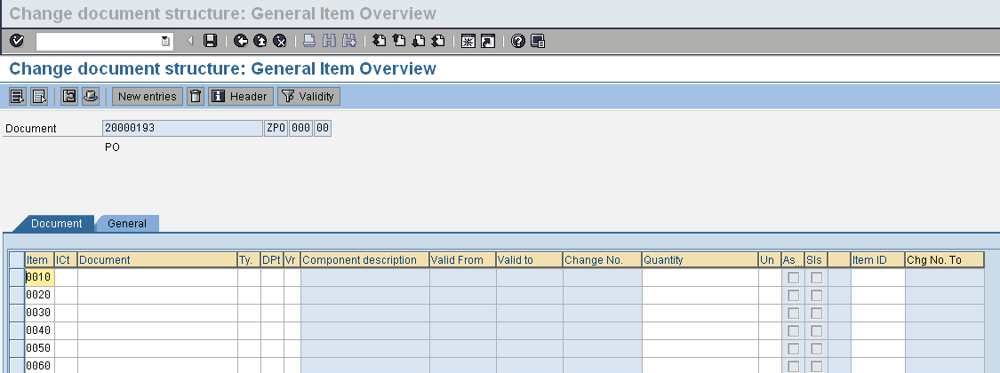 Change document structure: General Item Overview
Change document structure: General Item Overview
New entries Header Validity
Document 20000193 ZPO 000 00
PO
Document General
Item ICt Document Ty. DPt Vr Component description Valid From Valid to Change No. Quantity Un As.. Sls Item ID Chg No. To
0010
0020
0030
0040
0050
0060